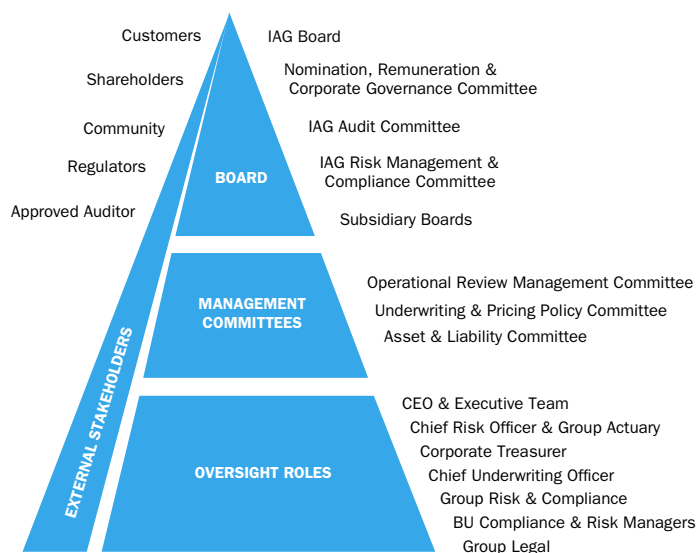 Customers
Shareholders
Community
Regulators
Approved Auditor
EXTERNAL STAKEHOLDERS
BOARD
IAG Board
Nomination, Remuneration &
Corporate Governance Committee
IAG Audit Committee
IAG Risk Management &
Compliance Committee
Subsidiary Boards
MANAGEMENT
COMMITTEES
Operational Review Management Committee
Underwriting & Pricing Policy Committee
Asset & Liability Committee
OVERSIGHT ROLES
CEO & Executive Team
Chief Risk Officer & Group Actuary
Corporate Treasurer
Chief Underwriting Officer
Group Risk & Compliance
BU Compliance & Risk Managers
Group Legal